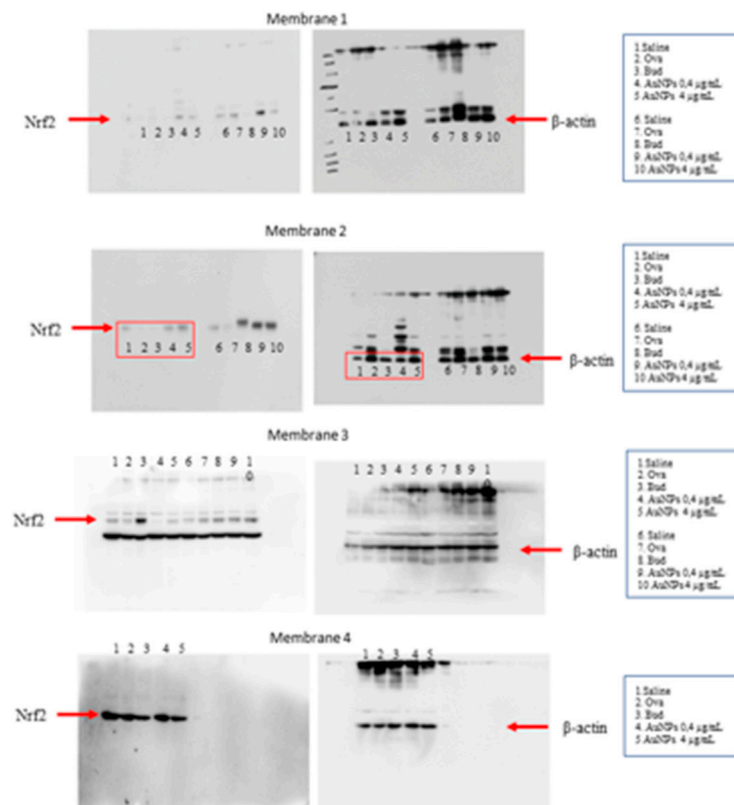 Membrane 1
Nrf2
1 2 3 4 5 6 7 8 9 10
1 2 3 4 5 6 7 8 9 10
β-actin
1.Saline
2. Ova
3. Bud
4. AuNPs 0,4 µg/mL
5 AuNPs 4 µg/mL
6. Saline
7. Ova
8. Bud
9. AuNPs 0,4 µg/mL
10 AuNPs 4 µg/mL
Membrane 2
Nrf2
1 2 3 4 5 6 7 8 9 10
1 2 3 4 5 6 7 8 9 10
β-actin
1.Saline
2. Ova
3. Bud
4. AuNPs 0,4 µg/mL
5 AuNPs 4 µg/mL
6. Saline
7. Ova
8. Bud
9. AuNPs 0,4 µg/mL
10 AuNPs 4 µg/mL
Membrane 3
1 2 3 4 5 6 7 8 9 1
0
Nrf2
1 2 3 4 5 6 7 8 9 1
0
β-actin
1.Saline
2. Ova
3. Bud
4. AuNPs 0,4 µg/mL
5 AuNPs 4 µg/mL
6. Saline
7. Ova
8. Bud
9. AuNPs 0,4 µg/mL
10 AuNPs 4 µg/mL
Membrane 4
1 2 3 4 5
Nrf2
1 2 3 4 5
β-actin
1.Saline
2. Ova
3. Bud
4. AuNPs 0,4 µg/mL
5 AuNPs 4 µg/mL